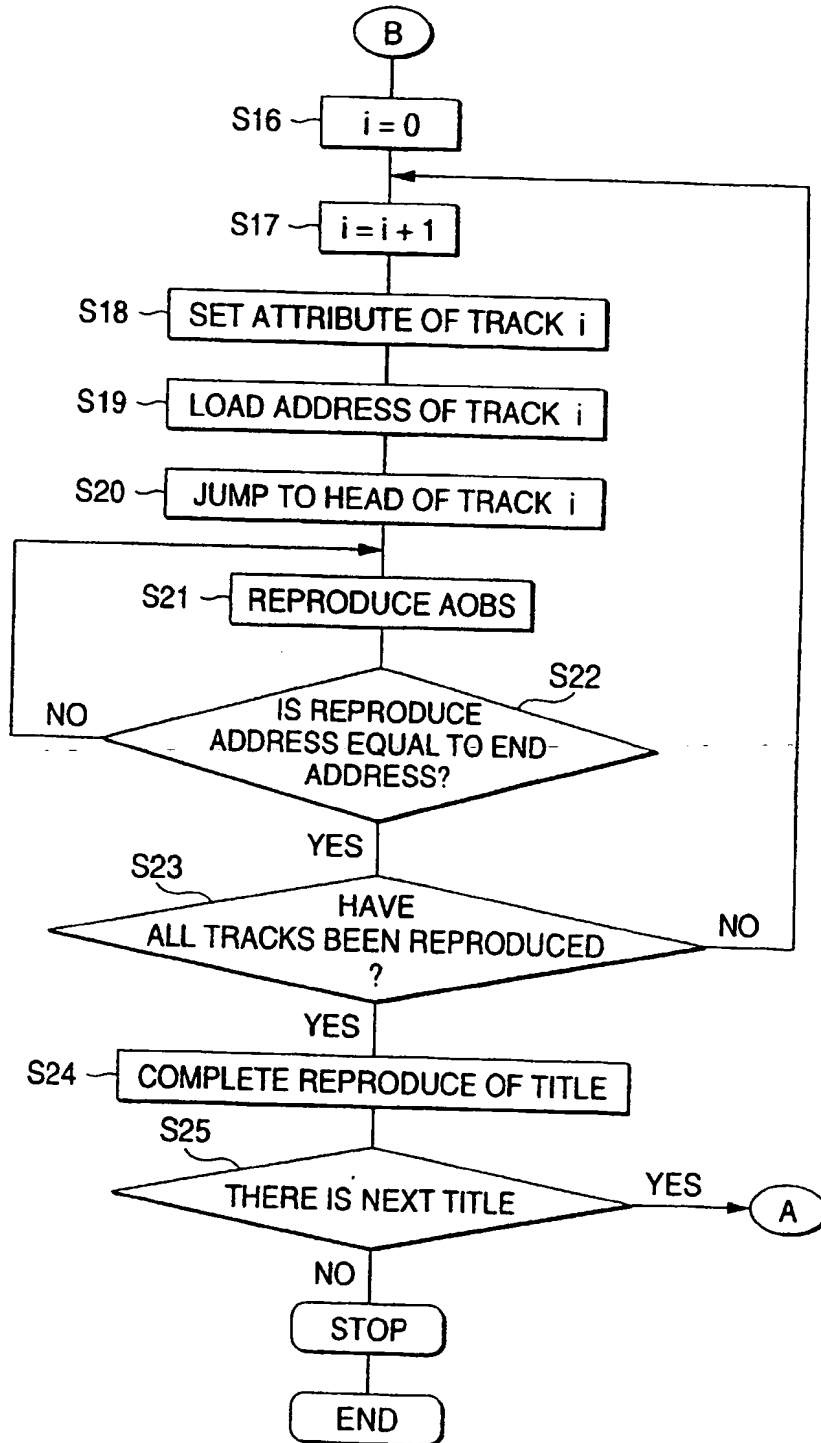 B
S16
i = 0
S17
i = i + 1
S18
SET ATTRIBUTE OF TRACK i
S19
LOAD ADDRESS OF TRACK i
S20
JUMP TO HEAD OF TRACK i
S21
REPRODUCE AOBS
S22
NO
IS REPRODUCE
ADDRESS EQUAL TO END
ADDRESS?
YES
S23
HAVE
ALL TRACKS BEEN REPRODUCED
?
NO
YES
S24
COMPLETE REPRODUCE OF TITLE
S25
THERE IS NEXT TITLE
YES
A
NO
STOP
END